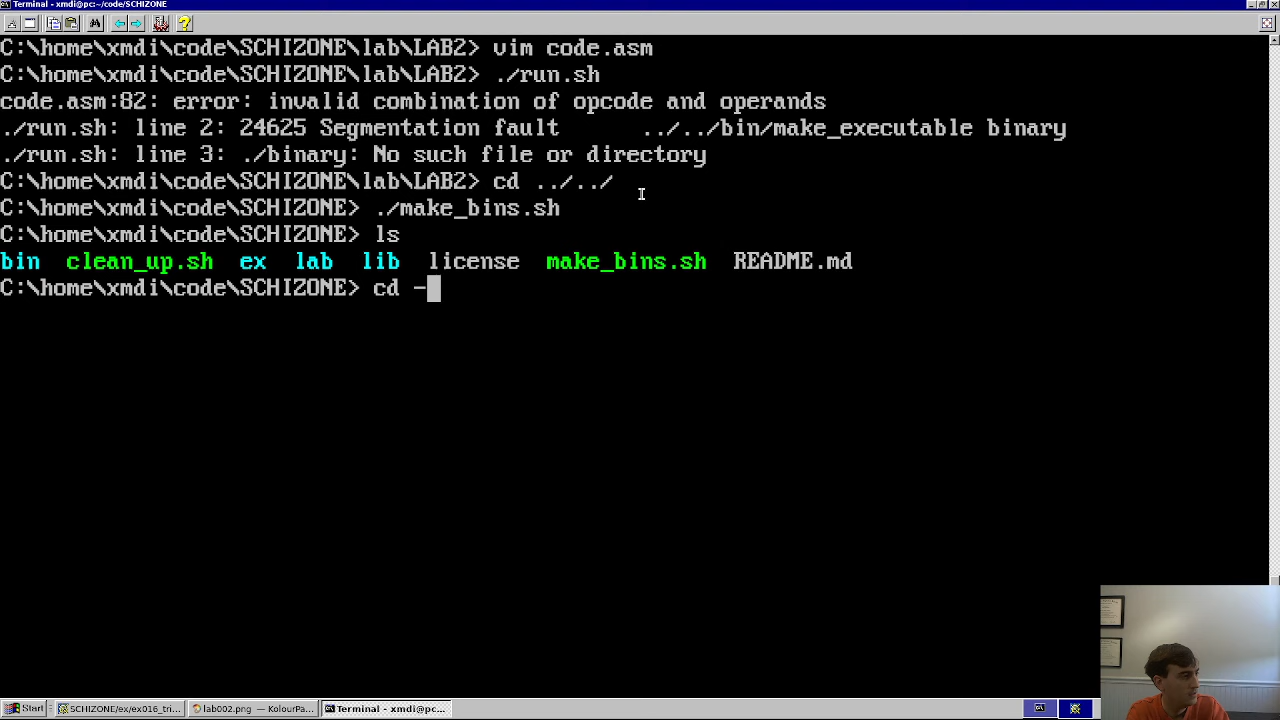 Terminal - xmdi@pc:~/code/SCHIZONE
C:\home\xmdi\code\SCHIZONE\lab\LAB2> vim code.asm
C:\home\xmdi\code\SCHIZONE\lab\LAB2> ./run.sh
code.asm:82: error: invalid combination of opcode and operands
./run.sh: line 2: 24625 Segmentation fault      ../../bin/make_executable binary
./run.sh: line 3: ./binary: No such file or directory
C:\home\xmdi\code\SCHIZONE\lab\LAB2> cd ../../
C:\home\xmdi\code\SCHIZONE> ./make_bins.sh
C:\home\xmdi\code\SCHIZONE> ls
bin  clean_up.sh  ex  lab  lib  license  make_bins.sh  README.md
C:\home\xmdi\code\SCHIZONE> cd -
Start SCHIZONE/ex/ex016_tri... lab002.png — KolourPa... Terminal - xmdi@pc:~/...